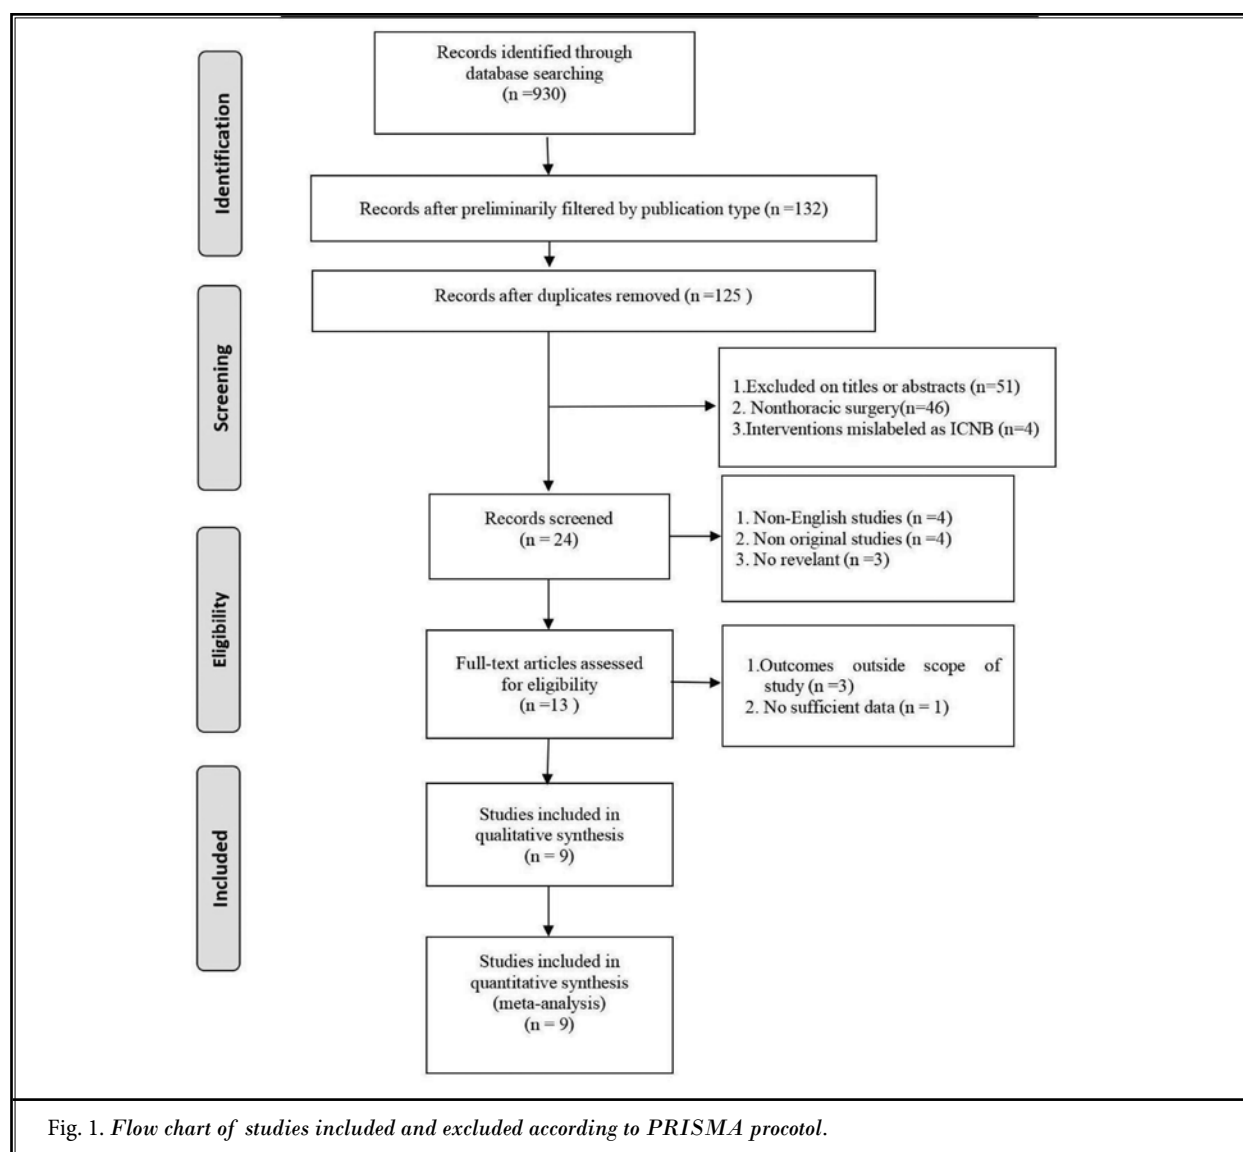 Identification
Records identified through
database searching
(n =930)
Records after preliminarily filtered by publication type (n =132)
Screening
Records after duplicates removed (n =125 )
1.Excluded on titles or abstracts (n=51)
2. Nonthoracic surgery(n=46)
3.Interventions mislabeled as ICNB (n=4)
Records screened
(n = 24)
1. Non-English studies (n =4)
2. Non original studies (n =4)
3. No revelant (n =3)
Eligibility
Full-text articles assessed
for eligibility
(n =13 )
1.Outcomes outside scope of
study (n =3)
2. No sufficient data (n = 1)
Included
Studies included in
qualitative synthesis
(n = 9)
Studies included in
quantitative synthesis
(meta-analysis)
(n = 9)
Fig. 1. Flow chart of studies included and excluded according to PRISMA procotol.